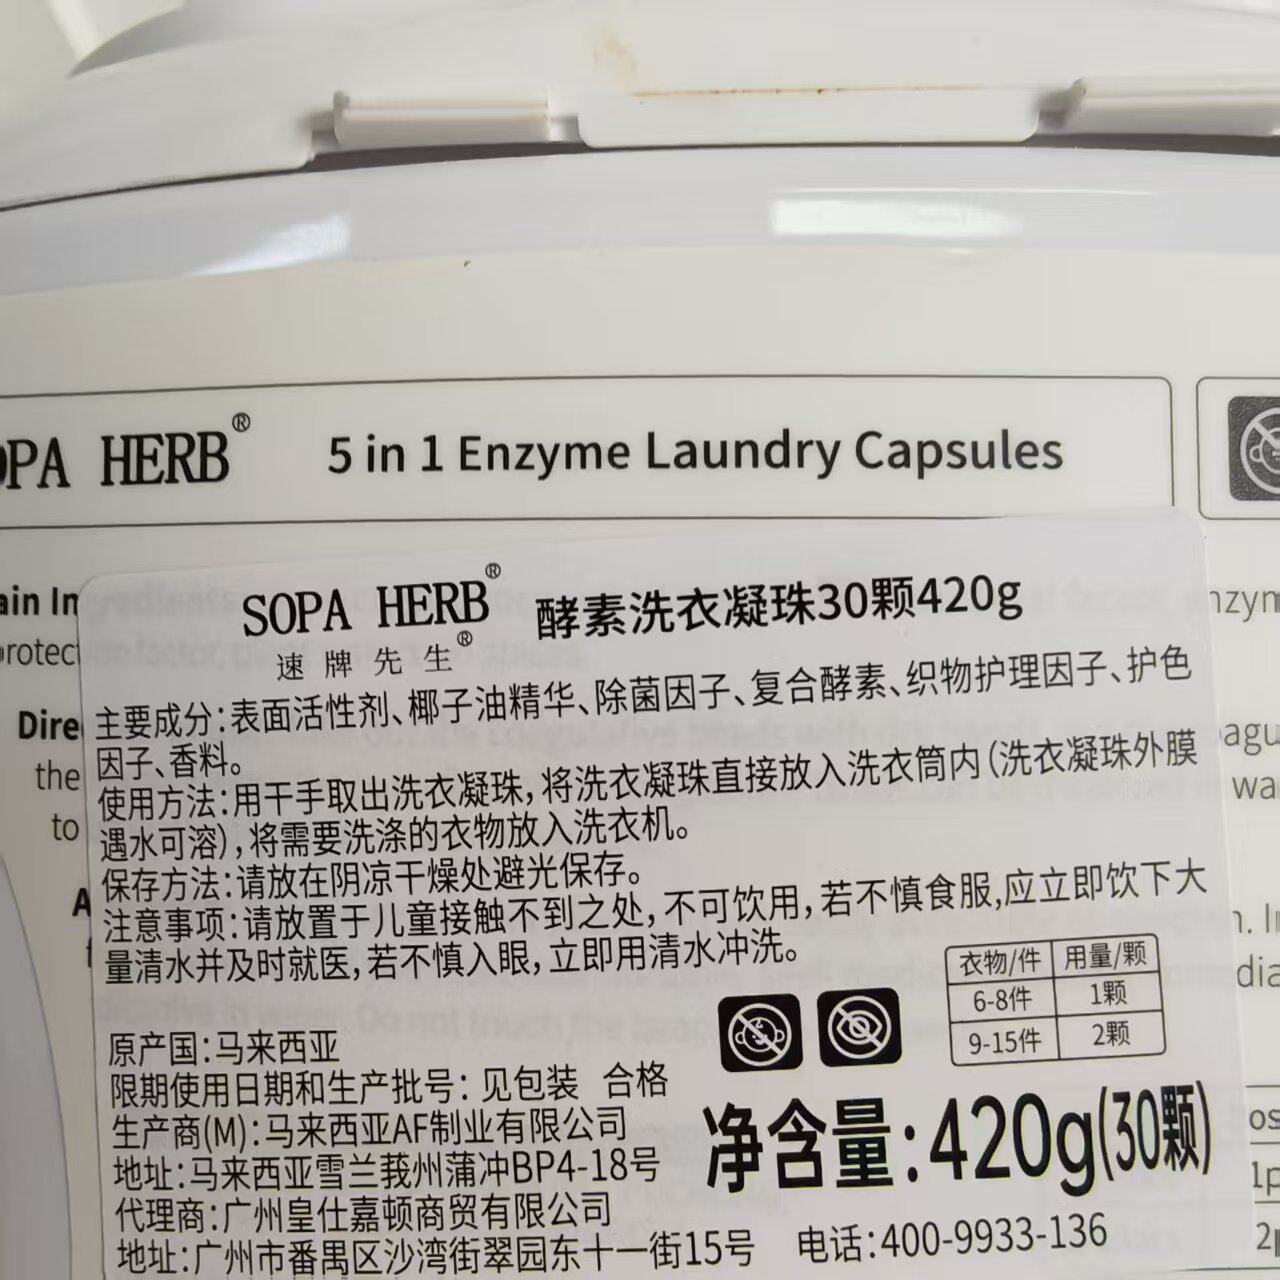 OPA HERB® 5 in 1 Enzyme Laundry Capsules
SOPA HERB® 酵素洗衣凝珠30颗420g
速牌先生®
主要成分:表面活性剂、椰子油精华、除菌因子、复合酵素、织物护理因子、护色
因子、香料。
使用方法:用干手取出洗衣凝珠,将洗衣凝珠直接放入洗衣筒内(洗衣凝珠外膜
遇水可溶),将需要洗涤的衣物放入洗衣机。
保存方法:请放在阴凉干燥处避光保存。
注意事项:请放置于儿童接触不到之处,不可饮用,若不慎食服,应立即饮下大
量清水并及时就医,若不慎入眼,立即用清水冲洗。
衣物/件 用量/颗
6-8件 1颗
9-15件 2颗
原产国:马来西亚
限期使用日期和生产批号:见包装 合格
生产商(M):马来西亚AF制业有限公司
地址:马来西亚雪兰莪州蒲冲BP4-18号
代理商:广州皇仕嘉顿商贸有限公司
地址:广州市番禺区沙湾街翠园东十一街15号 电话:400-9933-136
净含量:420g(30颗)